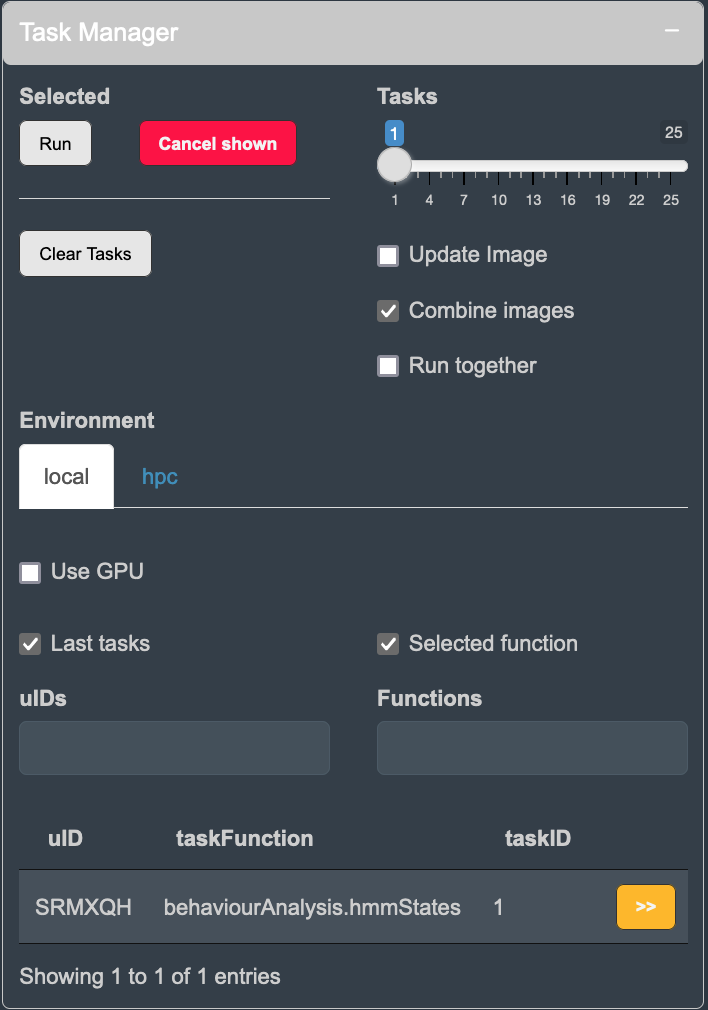 Task Manager
Selected
Run
Cancel shown
Clear Tasks
Tasks
1
25
1 4 7 10 13 16 19 22 25
Update Image
Combine images
Run together
Environment
local hpc
Use GPU
Last tasks
Selected function
uIDs
Functions
uID taskFunction taskID
SRMXQH behaviourAnalysis.hmmStates 1 >>
Showing 1 to 1 of 1 entries